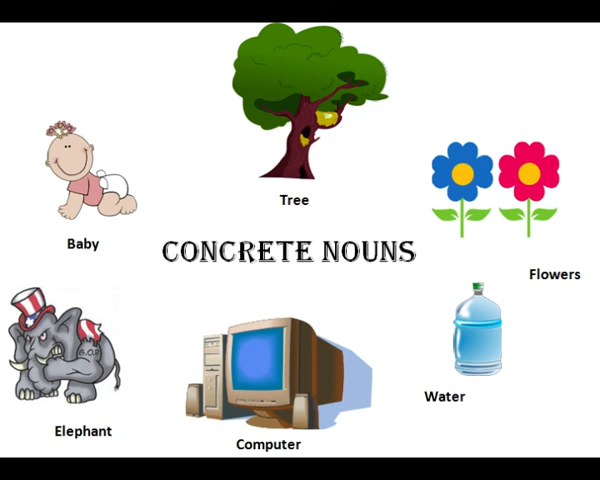 Tree
Baby
CONCRETE NOUNS
Flowers
G.O.P
Water
Elephant
Computer